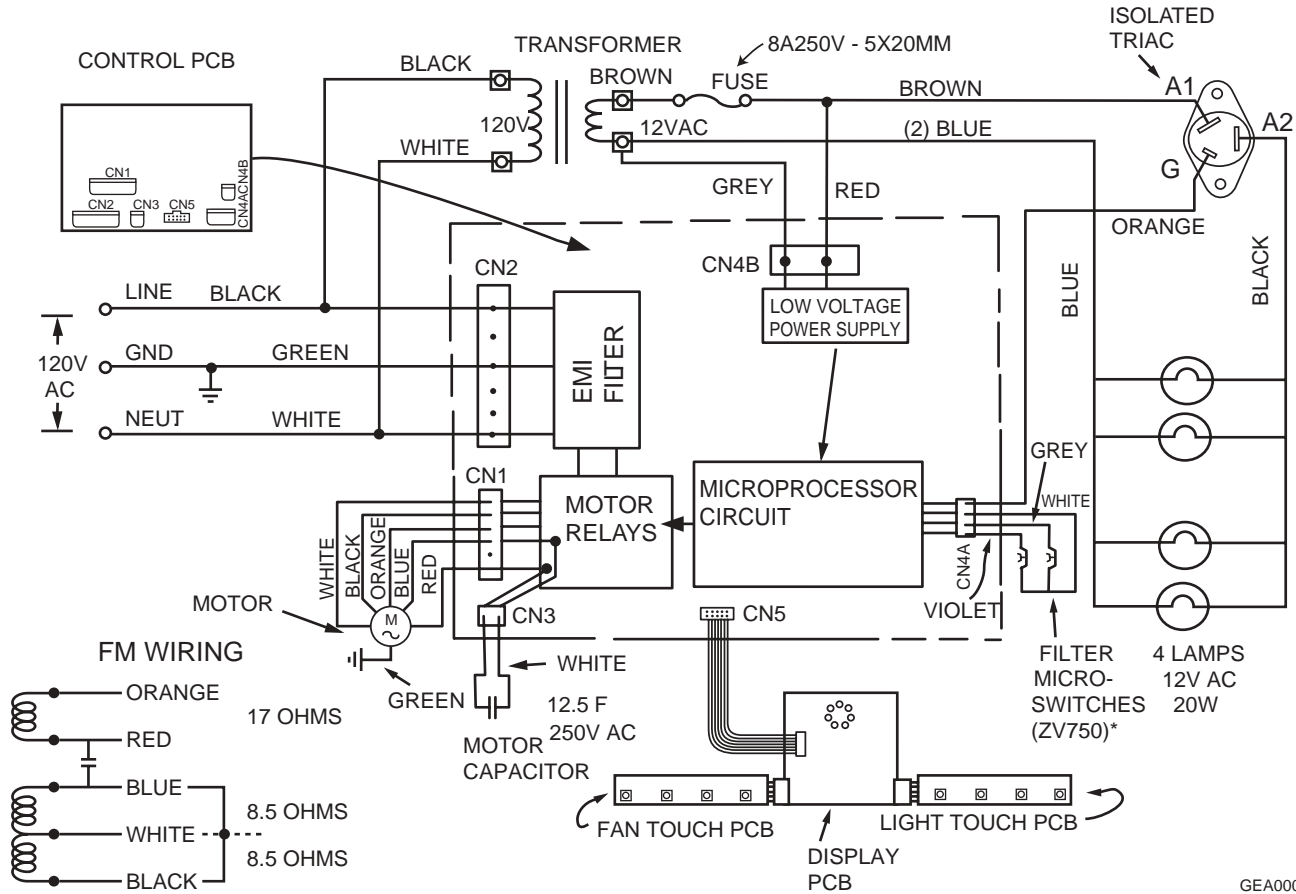 ISOLATED
TRIAC
8A250V - 5X20MM
TRANSFORMER
CONTROL PCB
BLACK
BROWN
FUSE
A1
BROWN
A2
120V
12VAC
(2) BLUE
WHITE
G
CN1
CN2
CN3
CN5
CN4A
CN4B
GREY
RED
ORANGE
CN4B
CN2
BLUE
BLACK
LINE
BLACK
LOW VOLTAGE
POWER SUPPLY
120V
AC
GND
GREEN
EMI
FILTER
NEUT
WHITE
GREY
CN1
MOTOR
RELAYS
MICROPROCESSOR
CIRCUIT
WHITE
WHITE
BLACK
ORANGE
BLUE
RED
CN4A
MOTOR
M
CN3
CN5
VIOLET
FM WIRING
GREEN
WHITE
FILTER
MICRO-
SWITCHES
(ZV750)*
4 LAMPS
12V AC
20W
ORANGE
17 OHMS
12.5 F
250V AC
RED
MOTOR
CAPACITOR
BLUE
8.5 OHMS
FAN TOUCH PCB
LIGHT TOUCH PCB
WHITE
8.5 OHMS
DISPLAY
PCB
BLACK
GEA000